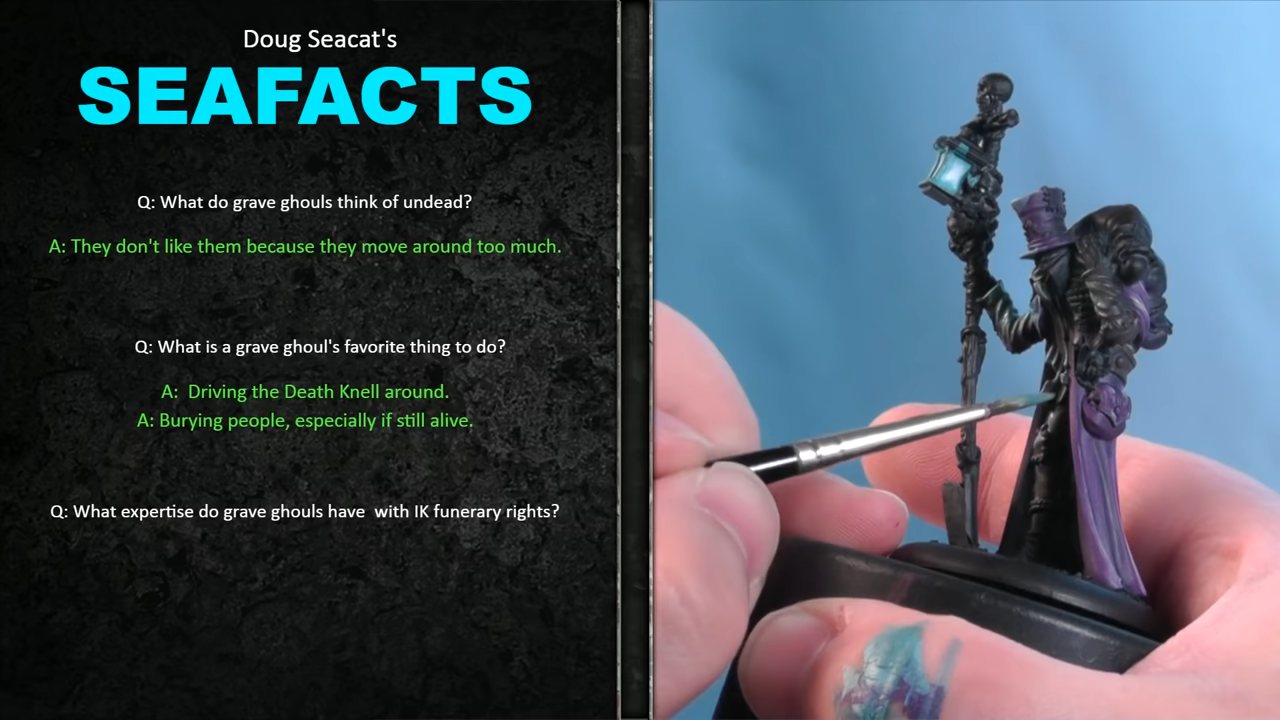 Doug Seacat's
SEAFACTS
Q: What do grave ghouls think of undead?
A: They don't like them because they move around too much.
Q: What is a grave ghoul's favorite thing to do?
A:  Driving the Death Knell around.
A: Burying people, especially if still alive.
Q: What expertise do grave ghouls have  with IK funerary rights?